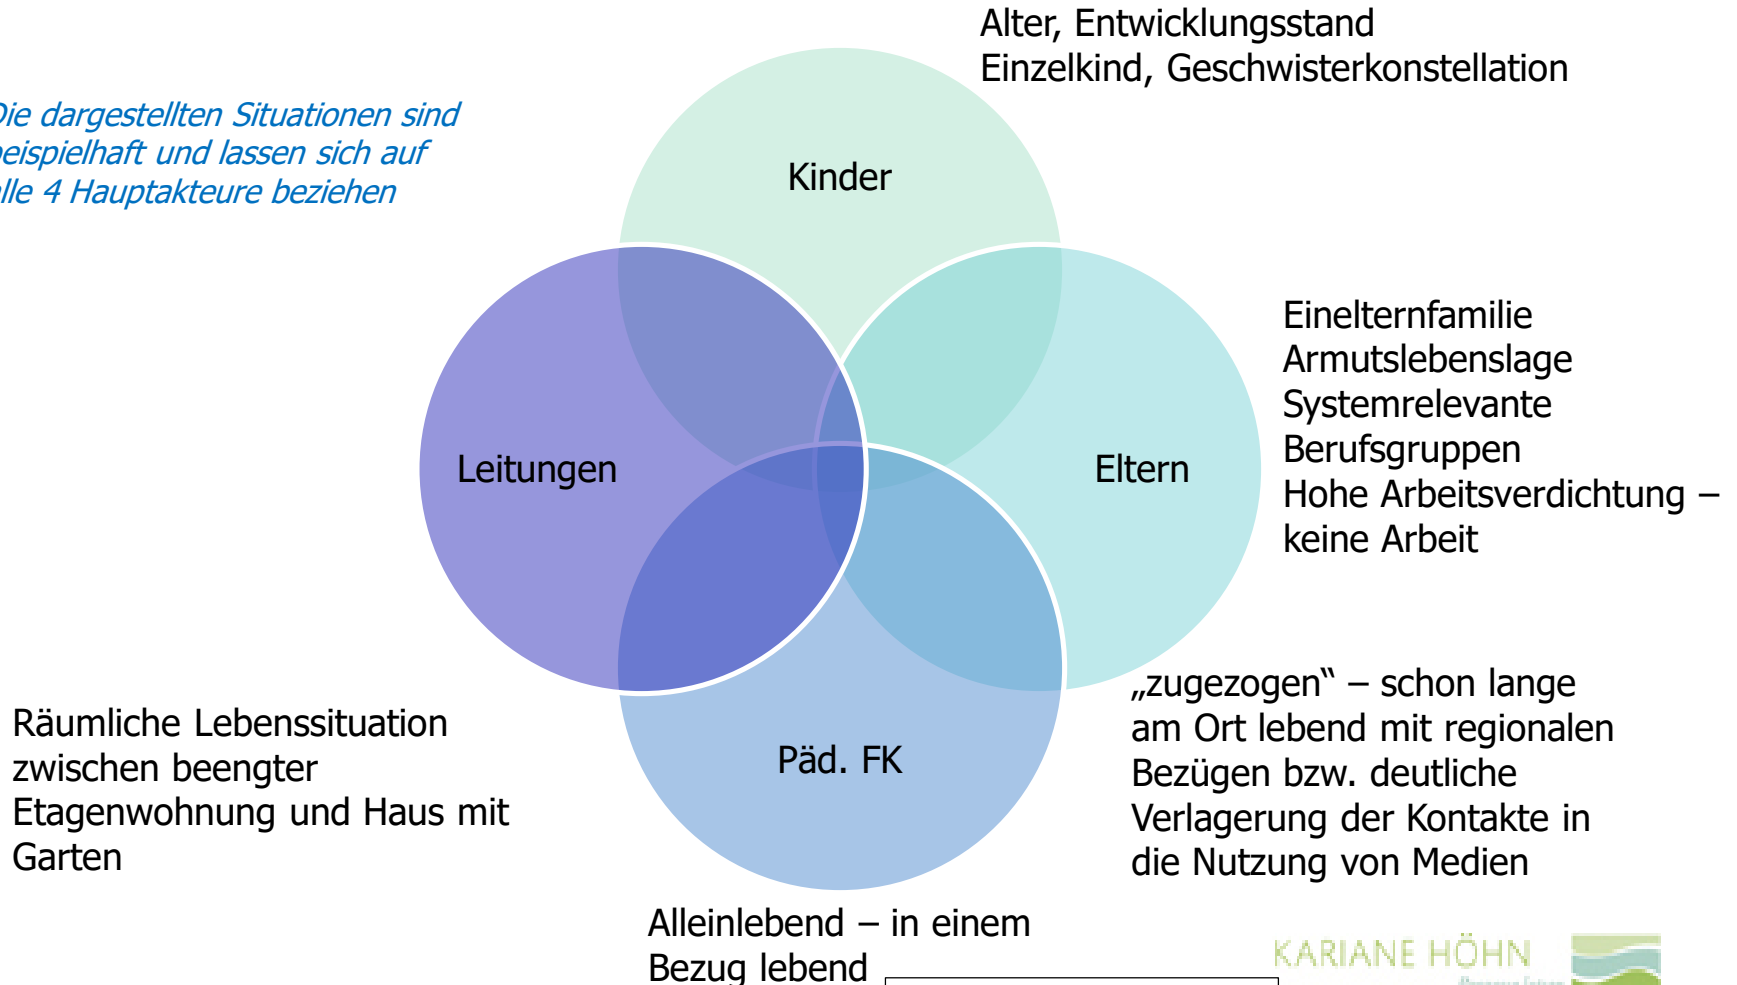 Alter, Entwicklungsstand
Einzelkind, Geschwisterkonstellation
Die dargestellten Situationen sind
beispielhaft und lassen sich auf
alle 4 Hauptakteure beziehen
Kinder
Leitungen
Eltern
Päd. FK
Einelternfamilie
Armutslebenslage
Systemrelevante
Berufsgruppen
Hohe Arbeitsverdichtung –
keine Arbeit
„zugezogen“ – schon lange
am Ort lebend mit regionalen
Bezügen bzw. deutliche
Verlagerung der Kontakte in
die Nutzung von Medien
Räumliche Lebenssituation
zwischen beengter
Etagenwohnung und Haus mit
Garten
Alleinlebend – in einem
Bezug lebend
KARIANE HÖHN